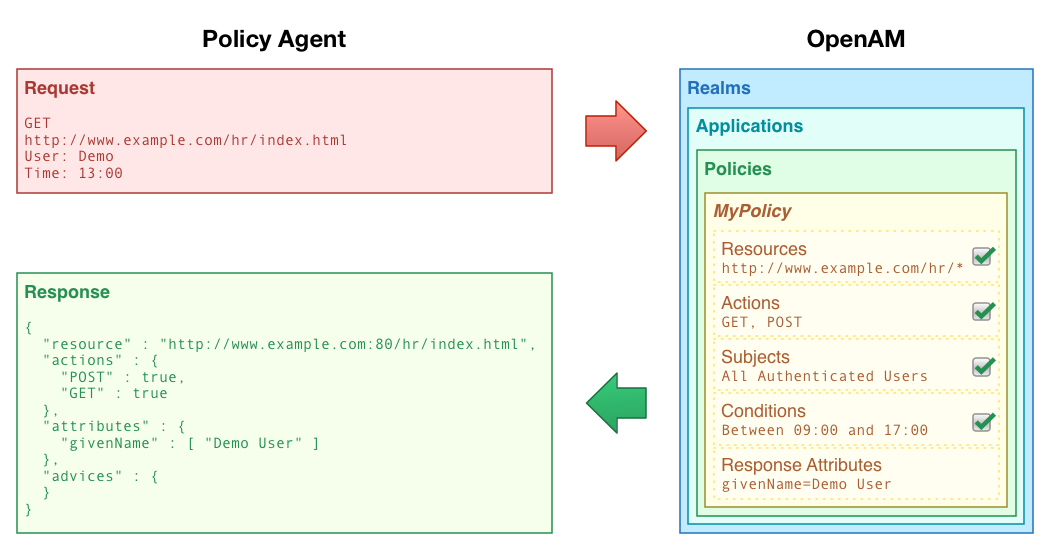 Policy Agent
Request
GET
http://www.example.com/hr/index.html
User: Demo
Time: 13:00
Response
{
  "resource" : "http://www.example.com:80/hr/index.html",
  "actions" : {
    "POST" : true,
    "GET" : true
  },
  "attributes" : {
    "givenName" : [ "Demo User" ]
  },
  "advices" : {
  }
}
OpenAM
Realms
Applications
Policies
MyPolicy
Resources
http://www.example.com/hr/*
Actions
GET, POST
Subjects
All Authenticated Users
Conditions
Between 09:00 and 17:00
Response Attributes
givenName=Demo User